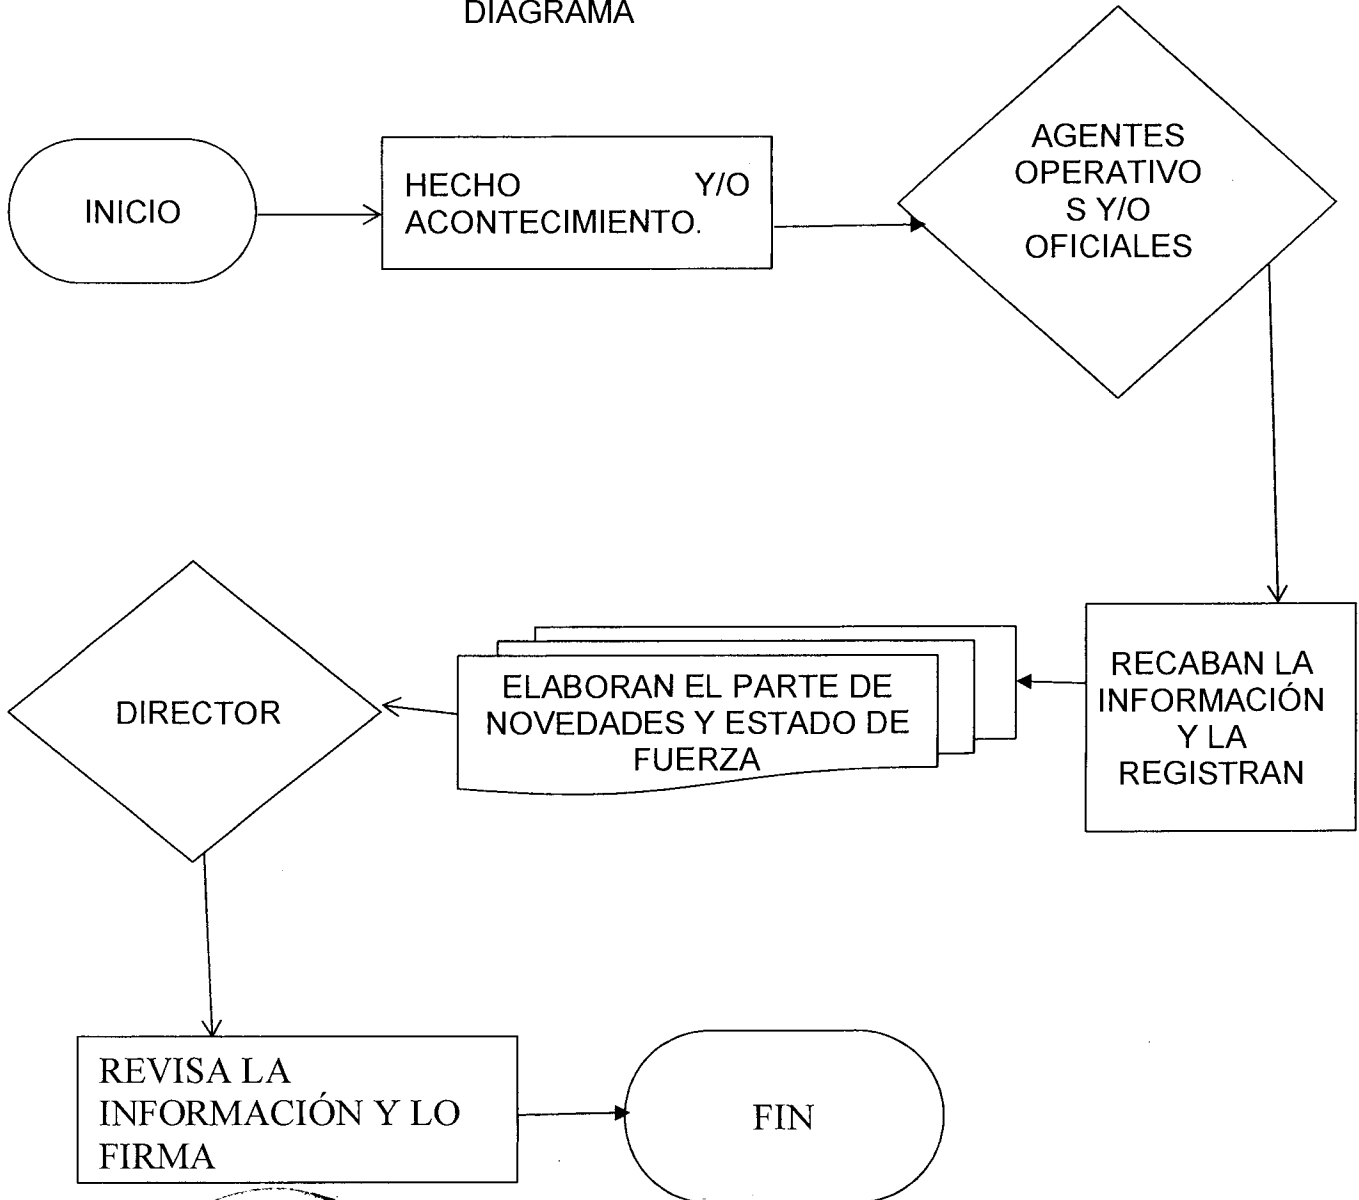 DIAGRAMA
INICIO
HECHO Y/O
ACONTECIMIENTO.
AGENTES
OPERATIVO
S Y/O
OFICIALES
RECABAN LA
INFORMACIÓN
Y LA
REGISTRAN
ELABORAN EL PARTE DE
NOVEDADES Y ESTADO DE
FUERZA
DIRECTOR
REVISA LA
INFORMACIÓN Y LO
FIRMA
FIN